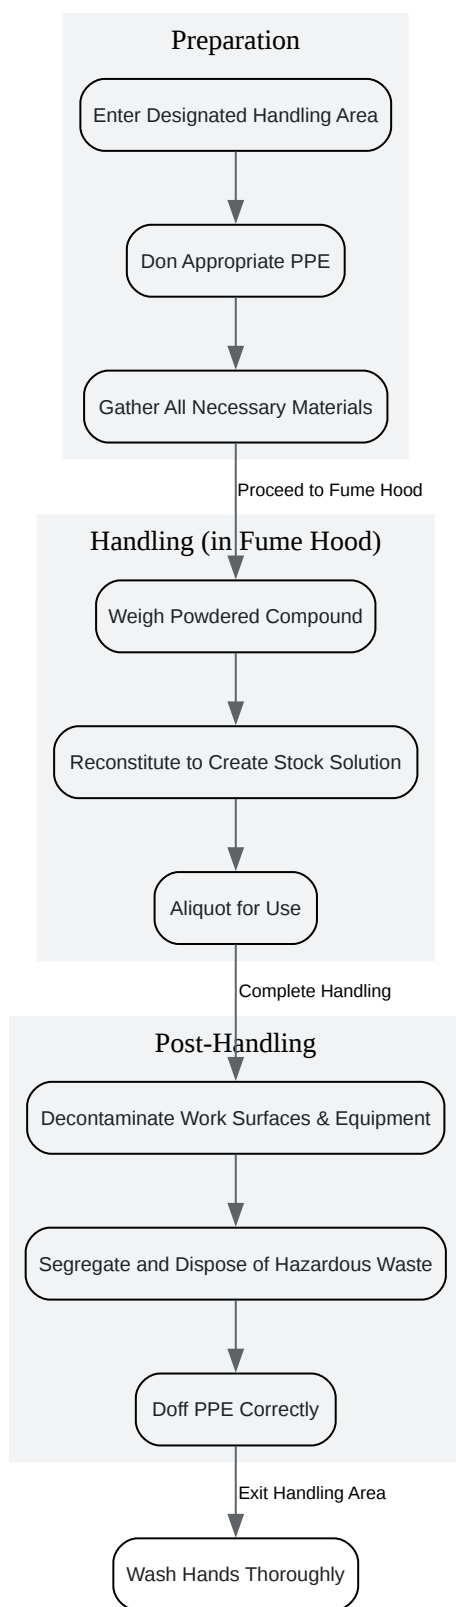 Preparation
Enter Designated Handling Area
Don Appropriate PPE
Gather All Necessary Materials
Proceed to Fume Hood
Handling (in Fume Hood)
Weigh Powdered Compound
Reconstitute to Create Stock Solution
Aliquot for Use
Complete Handling
Post-Handling
Decontaminate Work Surfaces & Equipment
Segregate and Dispose of Hazardous Waste
Doff PPE Correctly
Exit Handling Area
Wash Hands Thoroughly